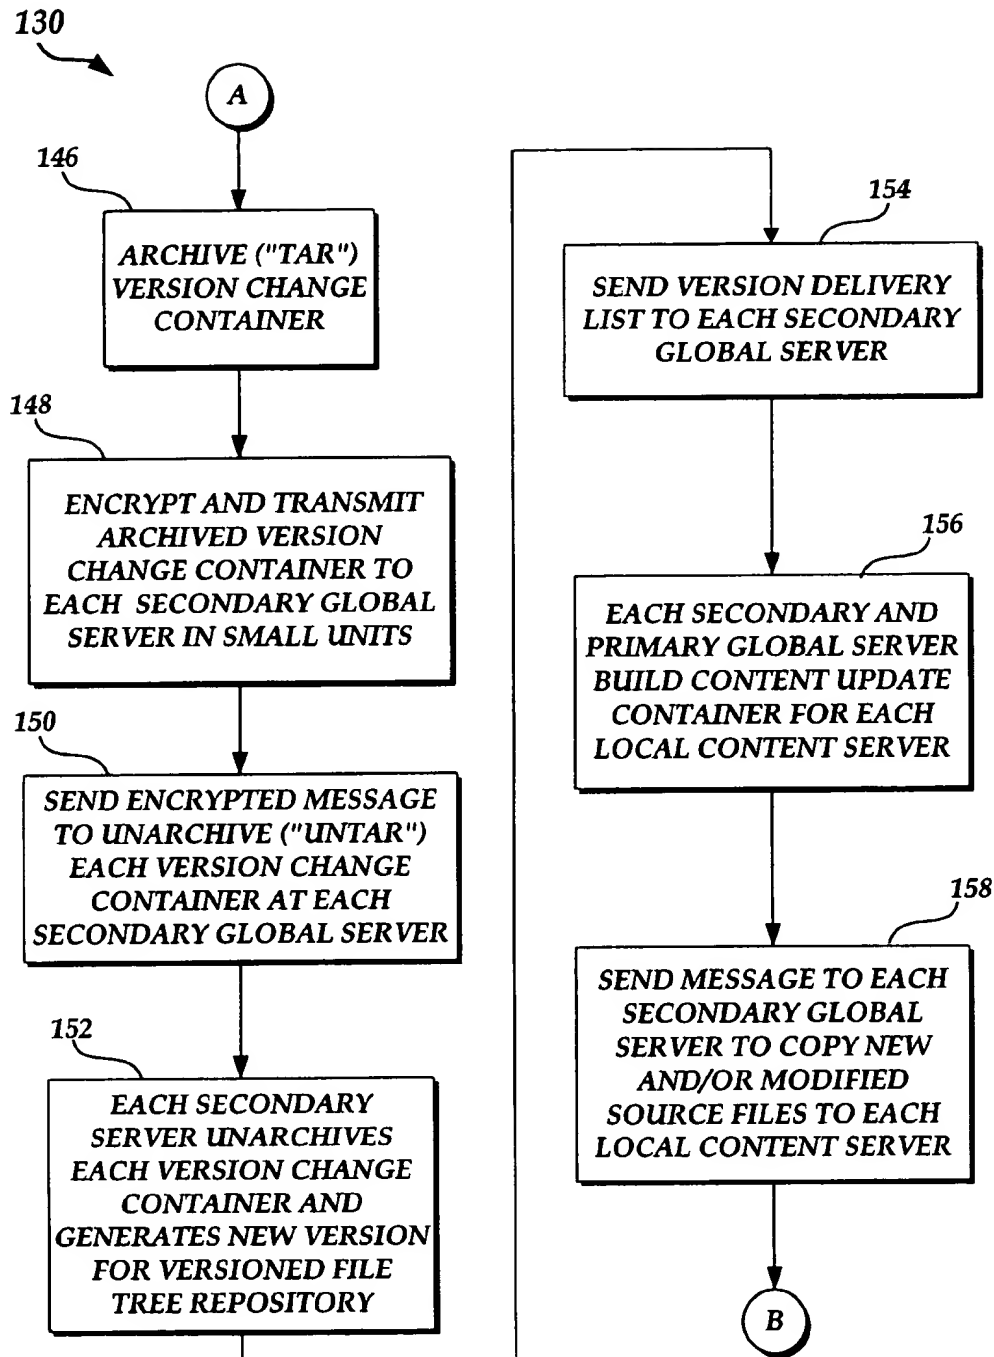 130
A
146
ARCHIVE ("TAR")
VERSION CHANGE
CONTAINER
148
ENCRYPT AND TRANSMIT
ARCHIVED VERSION
CHANGE CONTAINER TO
EACH SECONDARY GLOBAL
SERVER IN SMALL UNITS
150
SEND ENCRYPTED MESSAGE
TO UNARCHIVE ("UNTAR")
EACH VERSION CHANGE
CONTAINER AT EACH
SECONDARY GLOBAL SERVER
152
EACH SECONDARY
SERVER UNARCHIVES
EACH VERSION CHANGE
CONTAINER AND
GENERATES NEW VERSION
FOR VERSIONED FILE
TREE REPOSITORY
154
SEND VERSION DELIVERY
LIST TO EACH SECONDARY
GLOBAL SERVER
156
EACH SECONDARY AND
PRIMARY GLOBAL SERVER
BUILD CONTENT UPDATE
CONTAINER FOR EACH
LOCAL CONTENT SERVER
158
SEND MESSAGE TO EACH
SECONDARY GLOBAL
SERVER TO COPY NEW
AND/OR MODIFIED
SOURCE FILES TO EACH
LOCAL CONTENT SERVER
B